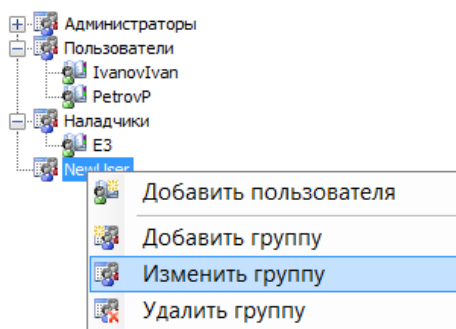 Администраторы
Пользователи
IvanovIvan
PetrovP
Наладчики
E3
NewUser
Добавить пользователя
Добавить группу
Изменить группу
Удалить группу